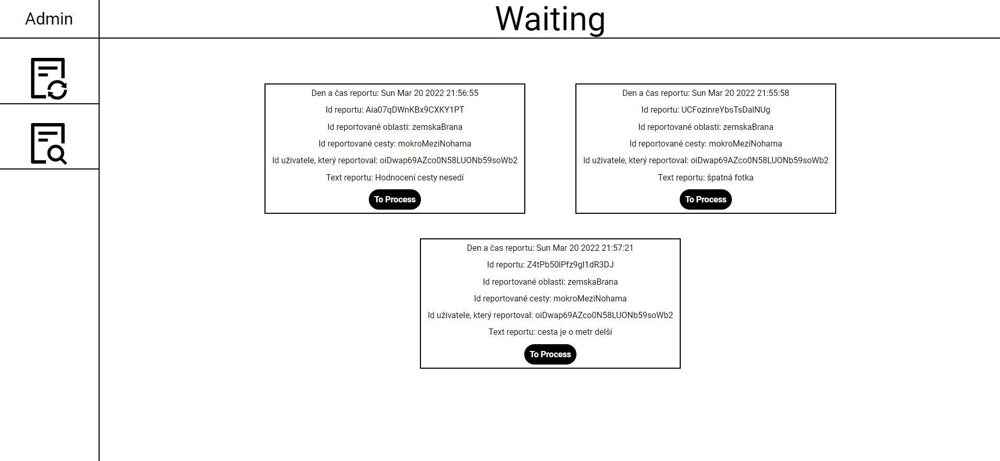 Admin
Waiting
Den a čas reportu: Sun Mar 20 2022 21:56:55
Id reportu: Aia07qDWnKBx9CXKY1PT
Id reportované oblasti: zemskaBrana
Id reportované cesty: mokroMeziNohama
Id uživatele, který reportoval: oiDwap69AZco0N58LUONb59soWb2
Text reportu: Hodnocení cesty nesedí
To Process
Den a čas reportu: Sun Mar 20 2022 21:55:58
Id reportu: UCFozinreYbsTsDalNUg
Id reportované oblasti: zemskaBrana
Id reportované cesty: mokroMeziNohama
Id uživatele, který reportoval: oiDwap69AZco0N58LUONb59soWb2
Text reportu: špatná fotka
To Process
Den a čas reportu: Sun Mar 20 2022 21:57:21
Id reportu: Z4tPb50lPfz9gI1dR3DJ
Id reportované oblasti: zemskaBrana
Id reportované cesty: mokroMeziNohama
Id uživatele, který reportoval: oiDwap69AZco0N58LUONb59soWb2
Text reportu: cesta je o metr delší
To Process